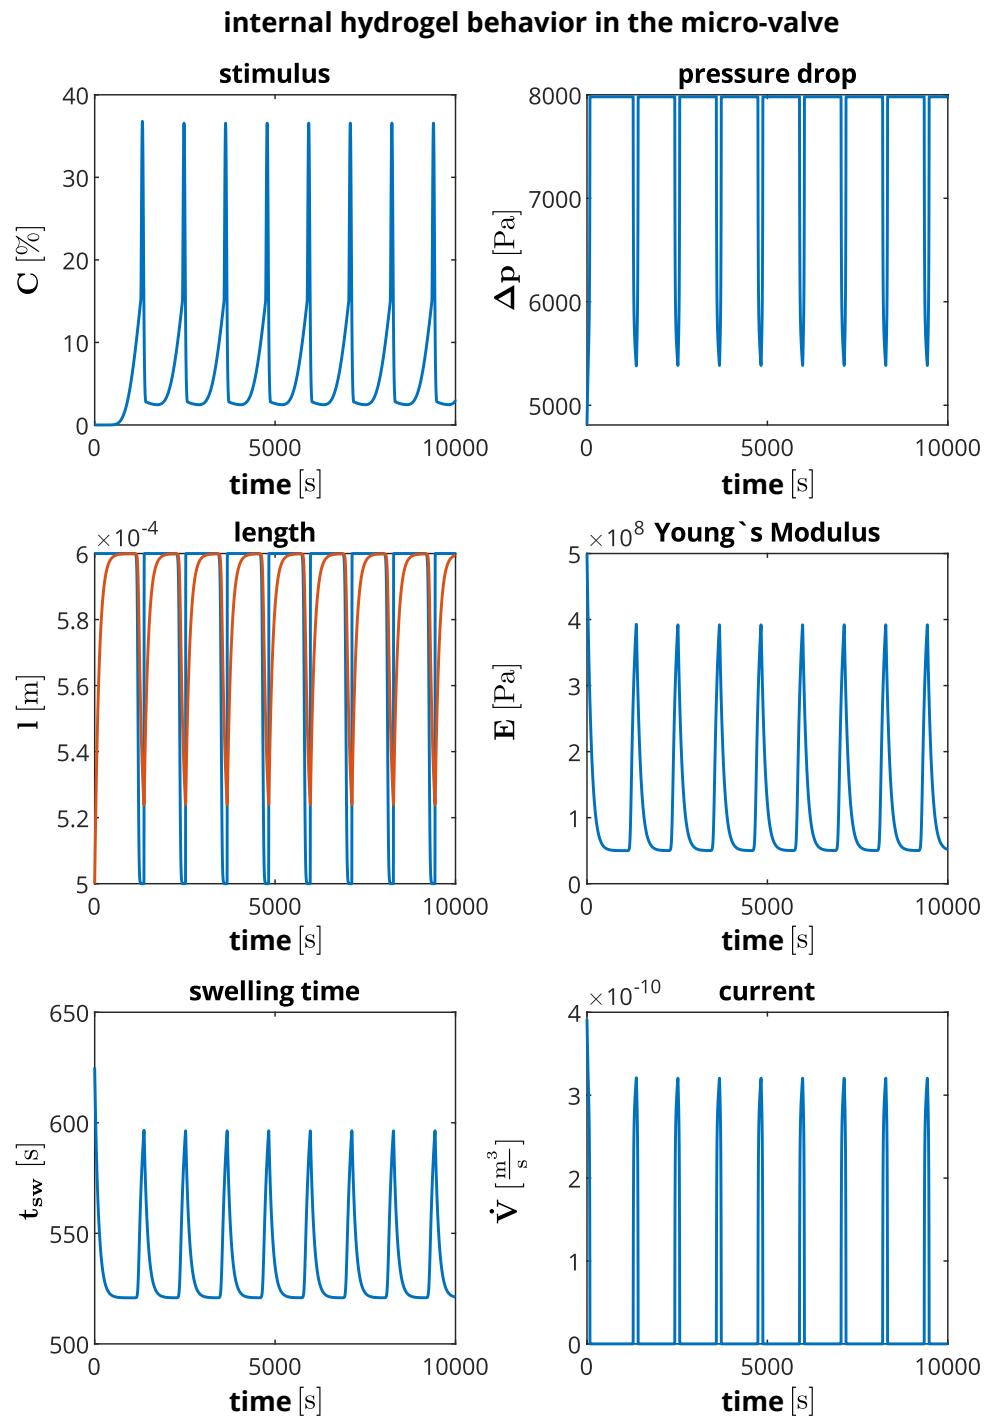 internal hydrogel behavior in the micro-valve
stimulus
40
30
20
10
0
C [%]
0 5000 10000
time [s]
pressure drop
8000
7000
6000
5000
Δp [Pa]
0 5000 10000
time [s]
×10⁻⁴
length
6
5.8
5.6
5.4
5.2
5
l [m]
0 5000 10000
time [s]
×10⁸
Young`s Modulus
5
4
3
2
1
0
E [Pa]
0 5000 10000
time [s]
swelling time
650
600
550
500
t_sw [s]
0 5000 10000
time [s]
×10⁻¹⁰
current
4
3
2
1
0
V̇ [m³/s]
0 5000 10000
time [s]